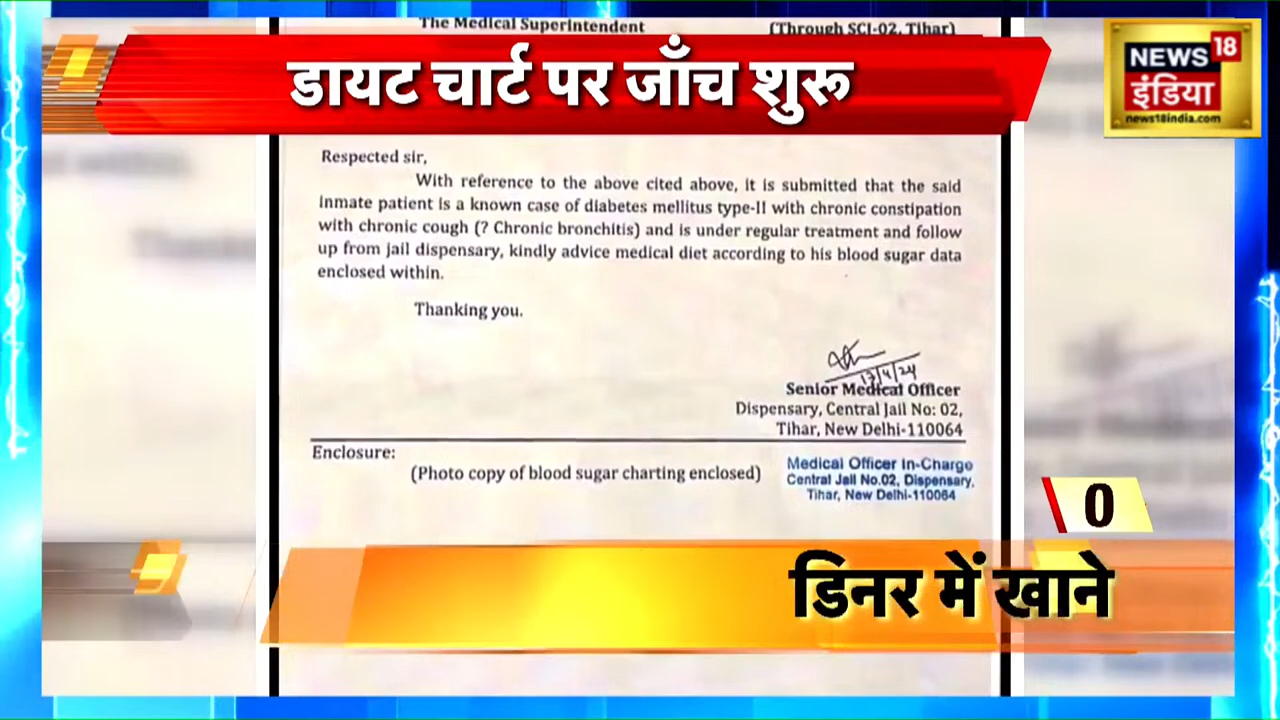 The Medical Superintendent (Through SCJ-02, Tihar)
डायट चार्ट पर जाँच शुरू
NEWS 18
इंडिया
news18india.com
Respected sir,
With reference to the above cited above, it is submitted that the said
inmate patient is a known case of diabetes mellitus type-II with chronic constipation
with chronic cough (? Chronic bronchitis) and is under regular treatment and follow
up from jail dispensary, kindly advice medical diet according to his blood sugar data
enclosed within.
Thanking you.
13/4/24
Senior Medical Officer
Dispensary, Central Jail No: 02,
Tihar, New Delhi-110064
Enclosure:
(Photo copy of blood sugar charting enclosed)
Medical Officer In-Charge
Central Jail No.02, Dispensary,
Tihar, New Delhi-110064
0
डिनर में खाने